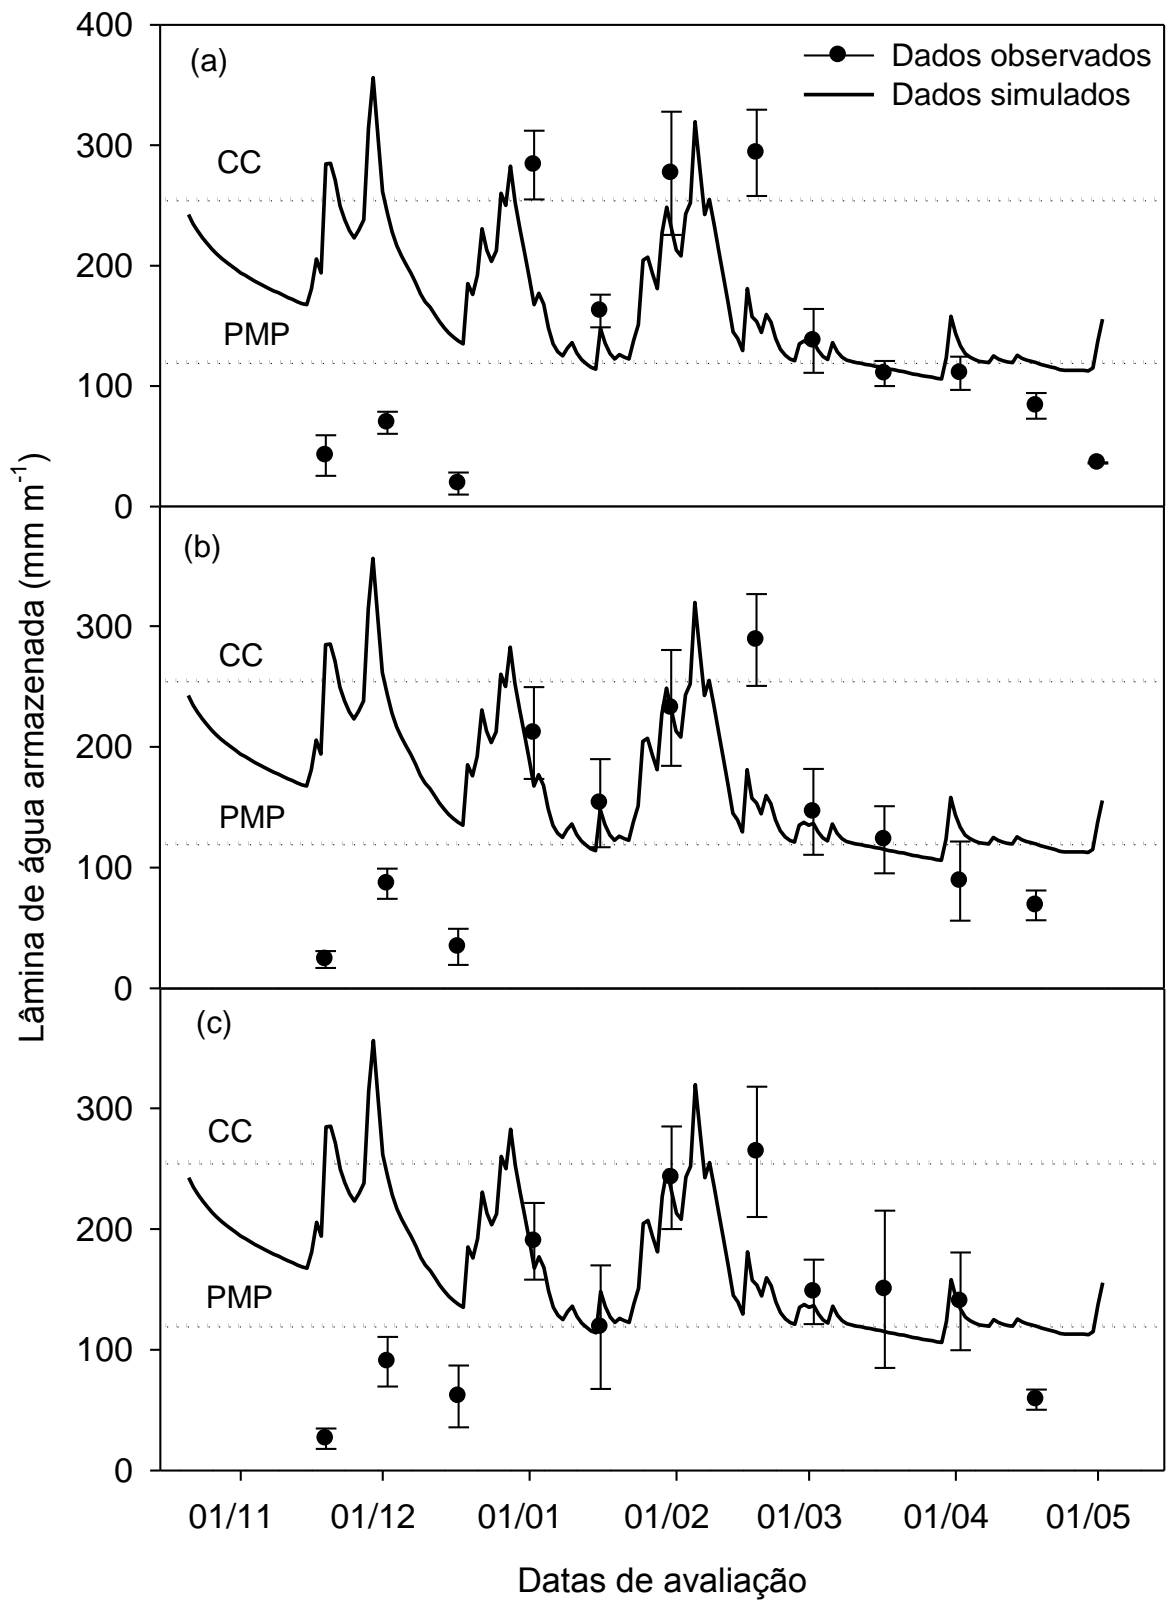 400
(a)
Dados observados
Dados simulados
300
CC
200
PMP
100
0
(b)
300
CC
200
PMP
100
0
(c)
300
CC
200
PMP
100
0
Lâmina de água armazenada (mm m-1)
01/11 01/12 01/01 01/02 01/03 01/04 01/05
Datas de avaliação